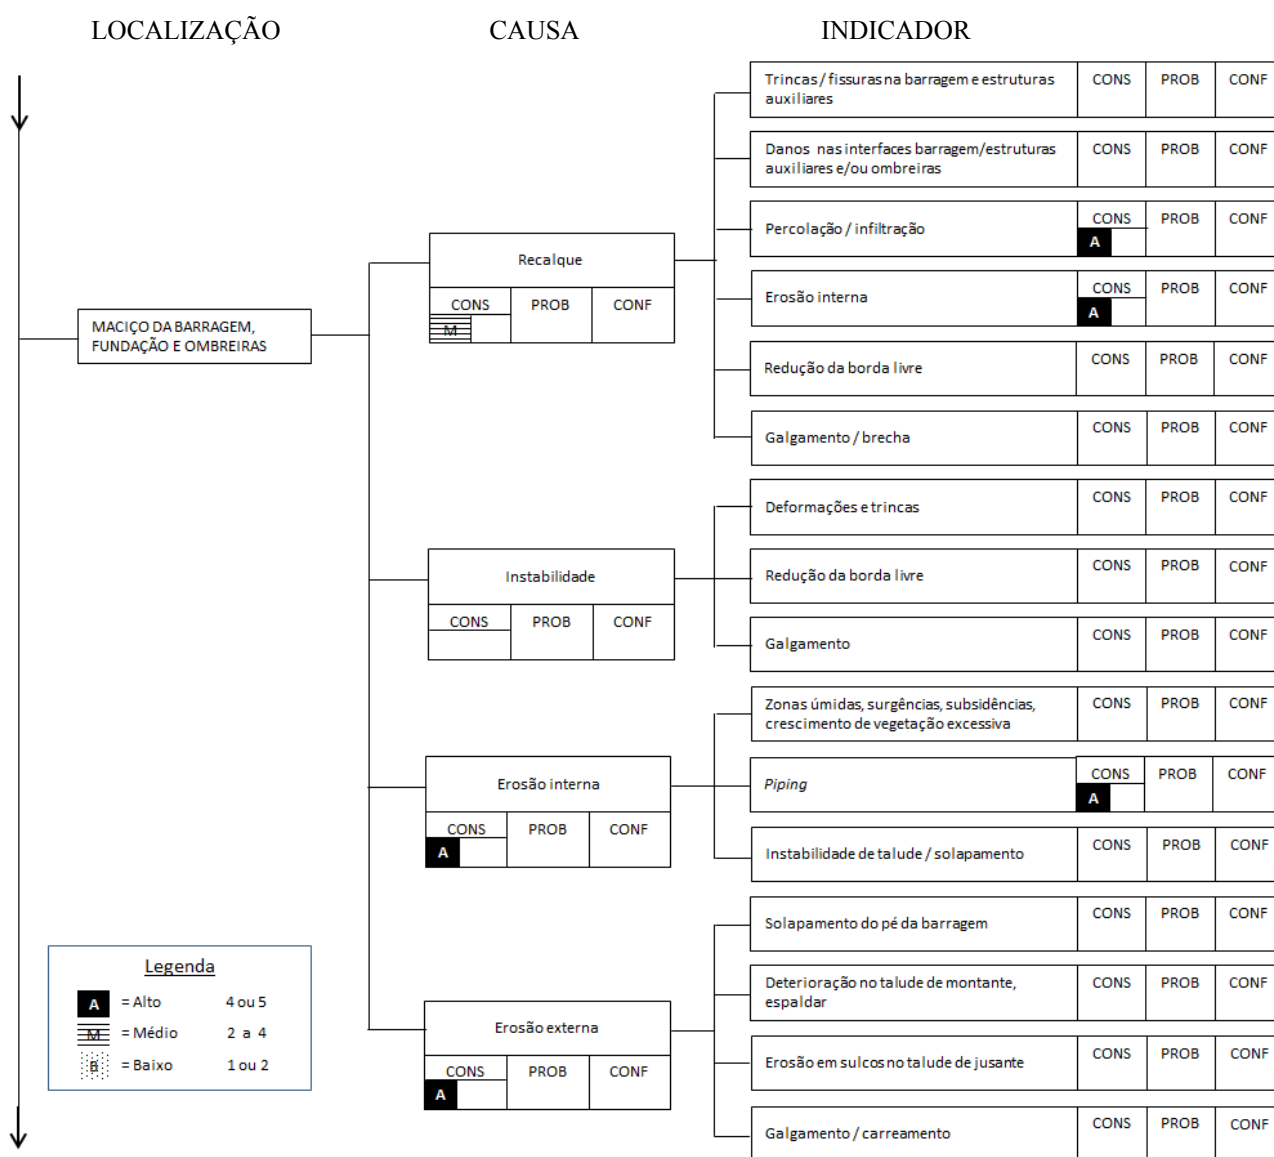 LOCALIZAÇÃO CAUSA INDICADOR
Trincas / fissuras na barragem e estruturas
auxiliares
CONS PROB CONF
Danos nas interfaces barragem/estruturas
auxiliares e/ou ombreiras
CONS PROB CONF
Percolação / infiltração
CONS PROB CONF
A
Erosão interna
CONS PROB CONF
A
Redução da borda livre
CONS PROB CONF
Galgamento / brecha
CONS PROB CONF
Recalque
CONS PROB CONF
M
MACIÇO DA BARRAGEM,
FUNDAÇÃO E OMBREIRAS
Deformações e trincas
CONS PROB CONF
Redução da borda livre
CONS PROB CONF
Galgamento
CONS PROB CONF
Instabilidade
CONS PROB CONF
Zonas úmidas, surgências, subsidências,
crescimento de vegetação excessiva
CONS PROB CONF
Piping
CONS PROB CONF
A
Instabilidade de talude / solapamento
CONS PROB CONF
Erosão interna
CONS PROB CONF
A
Solapamento do pé da barragem
CONS PROB CONF
Deterioração no talude de montante,
espaldar
CONS PROB CONF
Erosão em sulcos no talude de jusante
CONS PROB CONF
Galgamento / carreamento
CONS PROB CONF
Erosão externa
CONS PROB CONF
A
Legenda
A = Alto 4 ou 5
M = Médio 2 a 4
B = Baixo 1 ou 2